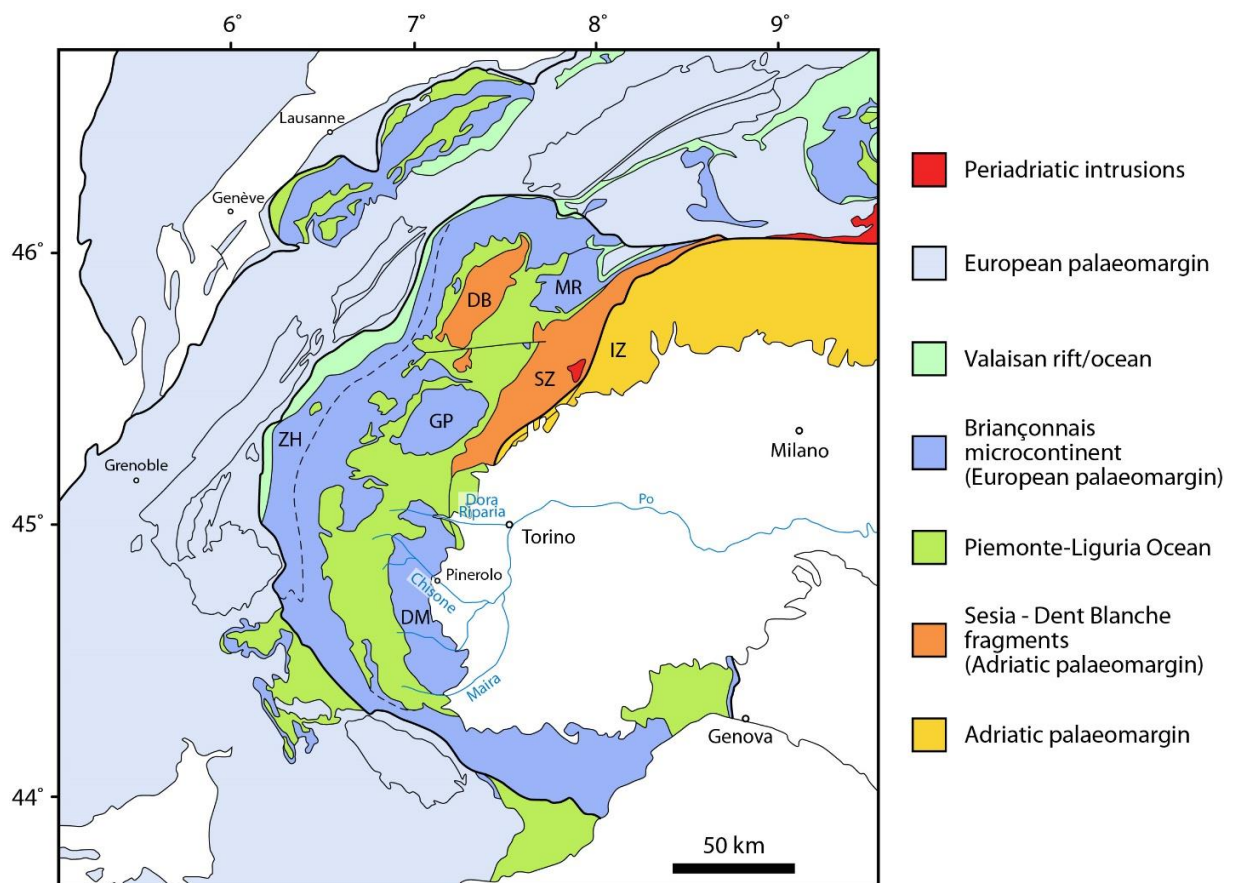 6°
7°
8°
9°
46°
45°
44°
Lausanne
Genève
Grenoble
DB
MR
IZ
SZ
GP
ZH
DM
Milano
Dora
Riparia
Po
Torino
Pinerolo
Chisone
Maira
Genova
50 km
Periadriatic intrusions
European palaeomargin
Valaisan rift/ocean
Briançonnais
microcontinent
(European palaeomargin)
Piemonte-Liguria Ocean
Sesia - Dent Blanche
fragments
(Adriatic palaeomargin)
Adriatic palaeomargin